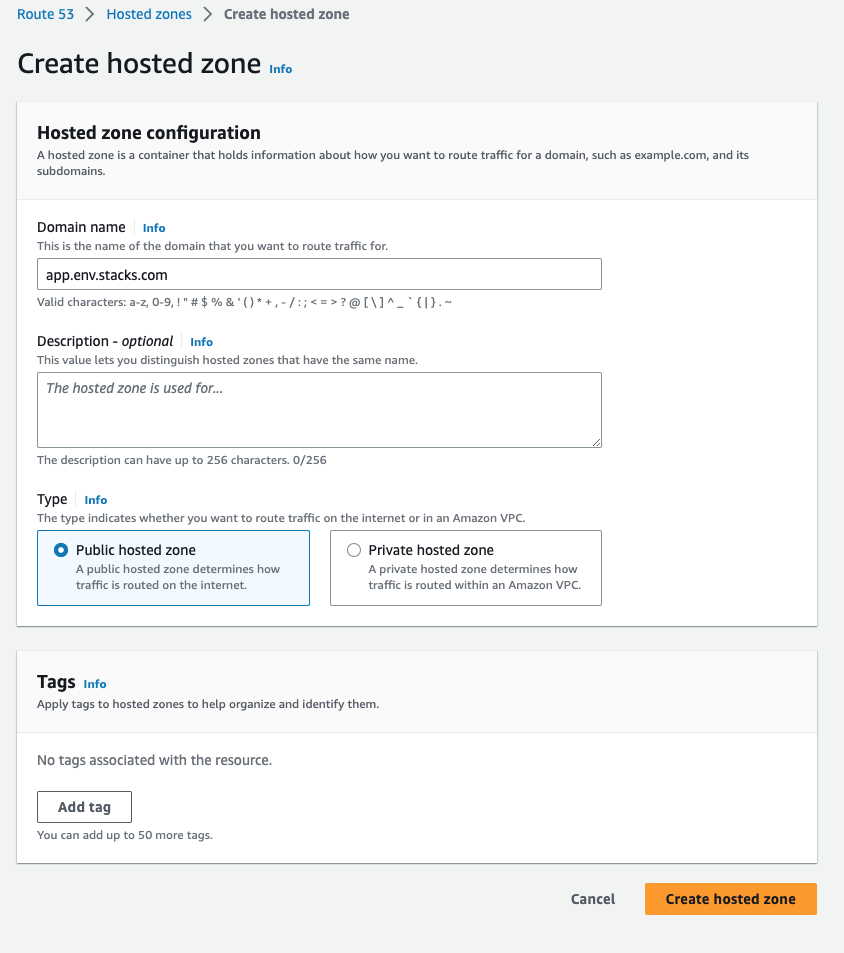 Route 53 > Hosted zones > Create hosted zone
Create hosted zone Info
Hosted zone configuration
A hosted zone is a container that holds information about how you want to route traffic for a domain, such as example.com, and its
subdomains.
Domain name Info
This is the name of the domain that you want to route traffic for.
app.env.stacks.com
Valid characters: a-z, 0-9, ! " # $ % & ' ( ) * + , - / : ; < = > ? @ [ \ ] ^ _ ` { | } . ~
Description - optional Info
This value lets you distinguish hosted zones that have the same name.
The hosted zone is used for...
The description can have up to 256 characters. 0/256
Type Info
The type indicates whether you want to route traffic on the internet or in an Amazon VPC.
Public hosted zone
A public hosted zone determines how
traffic is routed on the internet.
Private hosted zone
A private hosted zone determines how
traffic is routed within an Amazon VPC.
Tags Info
Apply tags to hosted zones to help organize and identify them.
No tags associated with the resource.
Add tag
You can add up to 50 more tags.
Cancel Create hosted zone